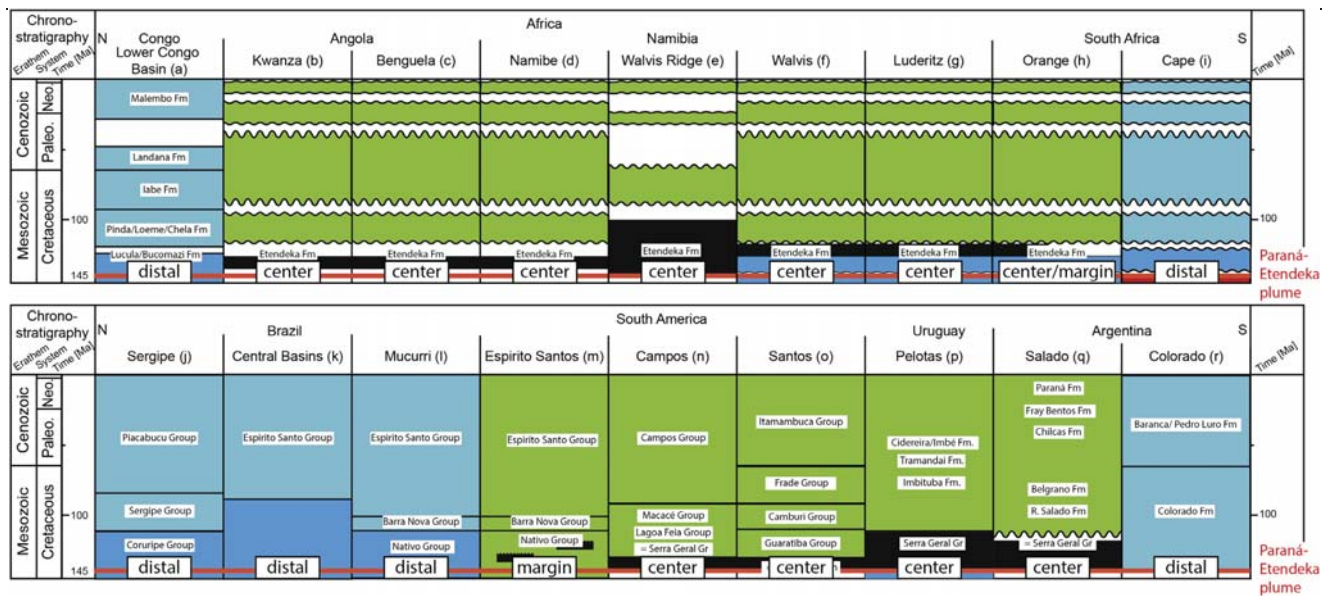 Chrono-
stratigraphy
Erathem
System
Time [Ma]
N
Africa
S
Congo
Angola
Namibia
South Africa
Lower Congo
Basin (a)
Kwanza (b)
Benguela (c)
Namibe (d)
Walvis Ridge (e)
Walvis (f)
Luderitz (g)
Orange (h)
Cape (i)
Time [Ma]
Cenozoic
Neo.
Paleo.
Mesozoic
Cretaceous
100
145
Malembo Fm
Landana Fm
Iabe Fm
Pinda/Loeme/Chela Fm
Lucula/Bucomazi Fm
Etendeka Fm
Etendeka Fm
Etendeka Fm
Etendeka Fm
Etendeka Fm
Etendeka Fm
Etendeka Fm
distal
center
center
center
center
center
center
center/margin
distal
100
Paraná-
Etendeka
plume
Chrono-
stratigraphy
Erathem
System
Time [Ma]
N
South America
S
Brazil
Uruguay
Argentina
Sergipe (j)
Central Basins (k)
Mucurri (l)
Espirito Santos (m)
Campos (n)
Santos (o)
Pelotas (p)
Salado (q)
Colorado (r)
Time [Ma]
Cenozoic
Neo.
Paleo.
Mesozoic
Cretaceous
100
145
Piacabucu Group
Sergipe Group
Coruripe Group
distal
Espirito Santo Group
distal
Espirito Santo Group
Barra Nova Group
Nativo Group
distal
Espirito Santo Group
Barra Nova Group
Nativo Group
margin
Campos Group
Macacé Group
Lagoa Feia Group
= Serra Geral Gr
center
Itamambuca Group
Frade Group
Camburi Group
Guaratiba Group
center
Cidereira/Imbé Fm.
Tramandai Fm.
Imbituba Fm.
Serra Geral Gr
center
Paraná Fm
Fray Bentos Fm
Chilcas Fm
Belgrano Fm
R. Salado Fm
= Serra Geral Gr
center
Baranca/ Pedro Luro Fm
Colorado Fm
distal
100
Paraná-
Etendeka
plume